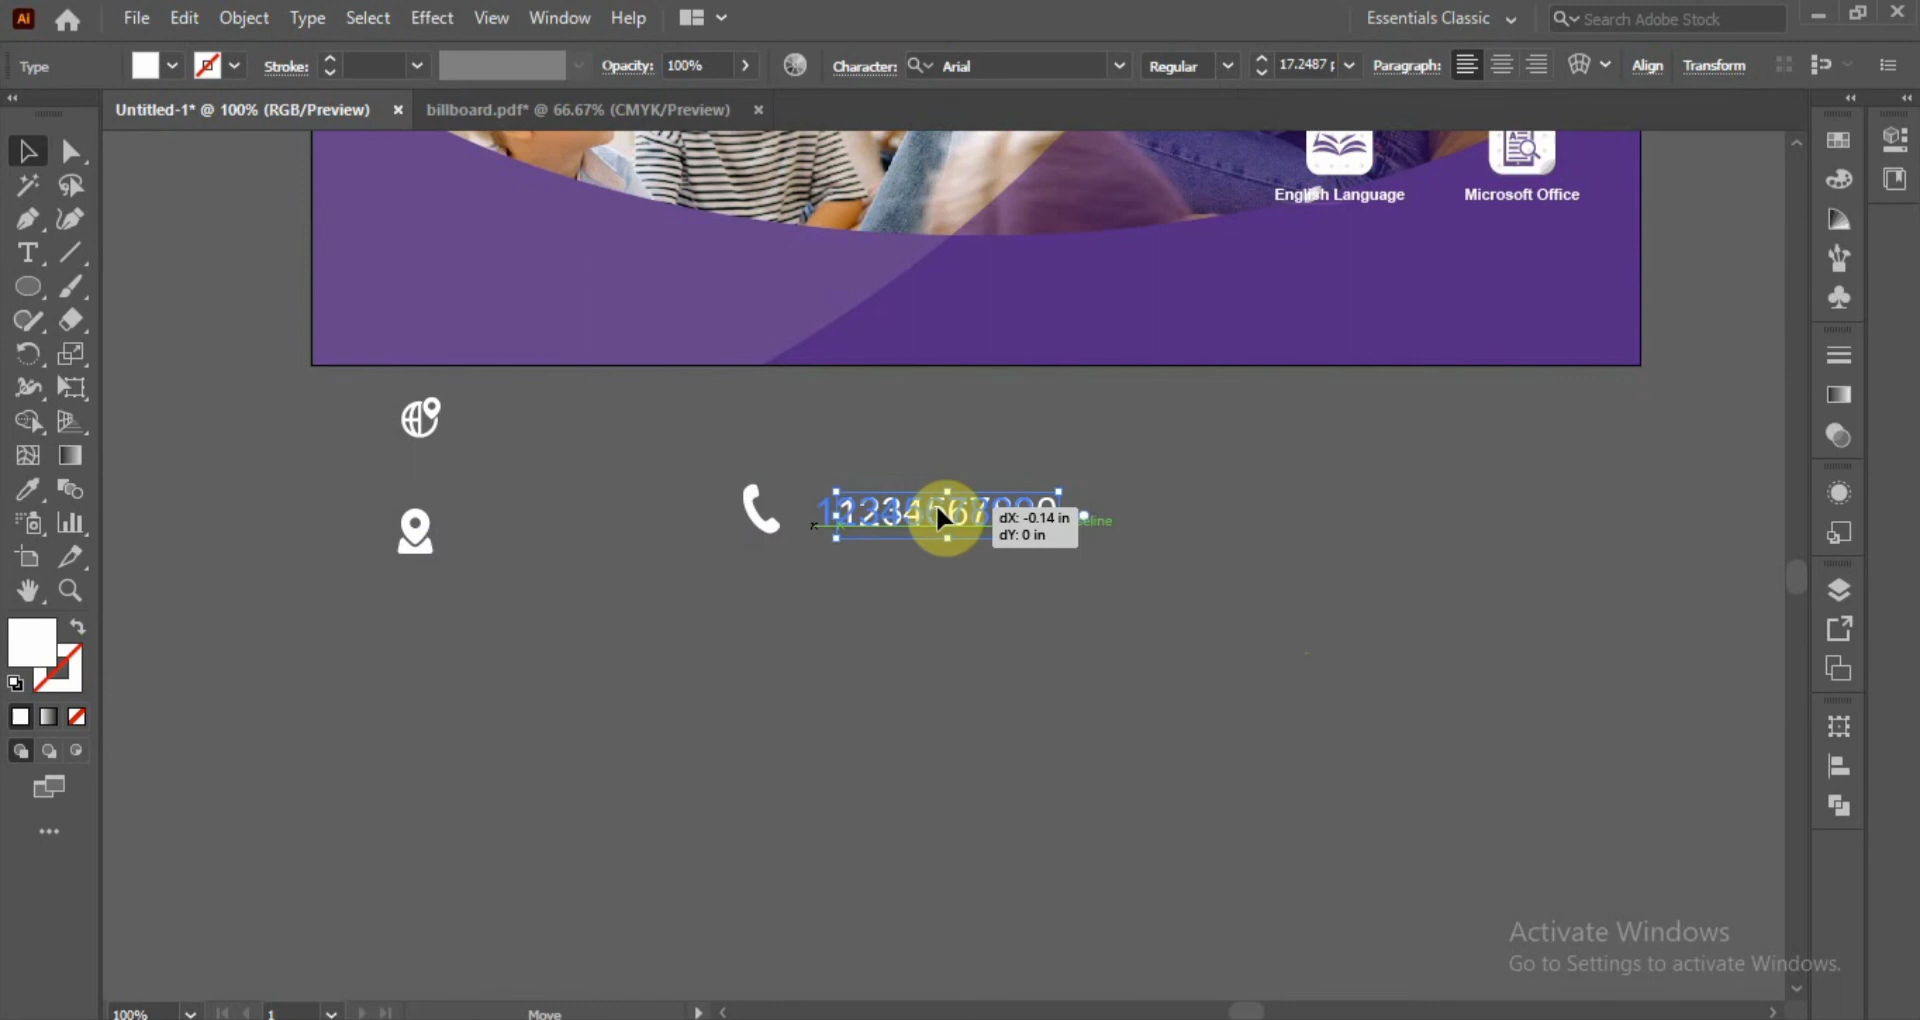 Ai File Edit Object Type Select Effect View Window Help Essentials Classic Search Adobe Stock
Type Stroke: Opacity: 100% Character: Arial Regular 17.2487 Paragraph: Align Transform
Untitled-1* @ 100% (RGB/Preview) × billboard.pdf* @ 66.67% (CMYK/Preview) ×
English Language Microsoft Office
dX: -0.14 in
dY: 0 in
Activate Windows
Go to Settings to activate Windows.
100% 1 Move